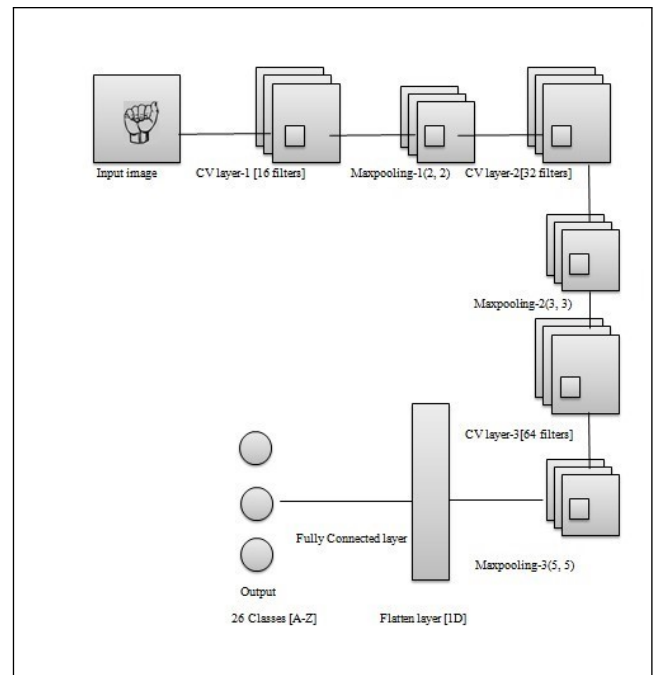 Input image
CV layer-1 [16 filters]
Maxpooling-1(2, 2)
CV layer-2[32 filters]
Maxpooling-2(3, 3)
CV layer-3[64 filters]
Maxpooling-3(5, 5)
Fully Connected layer
Output
26 Classes [A-Z]
Flatten layer [1D]